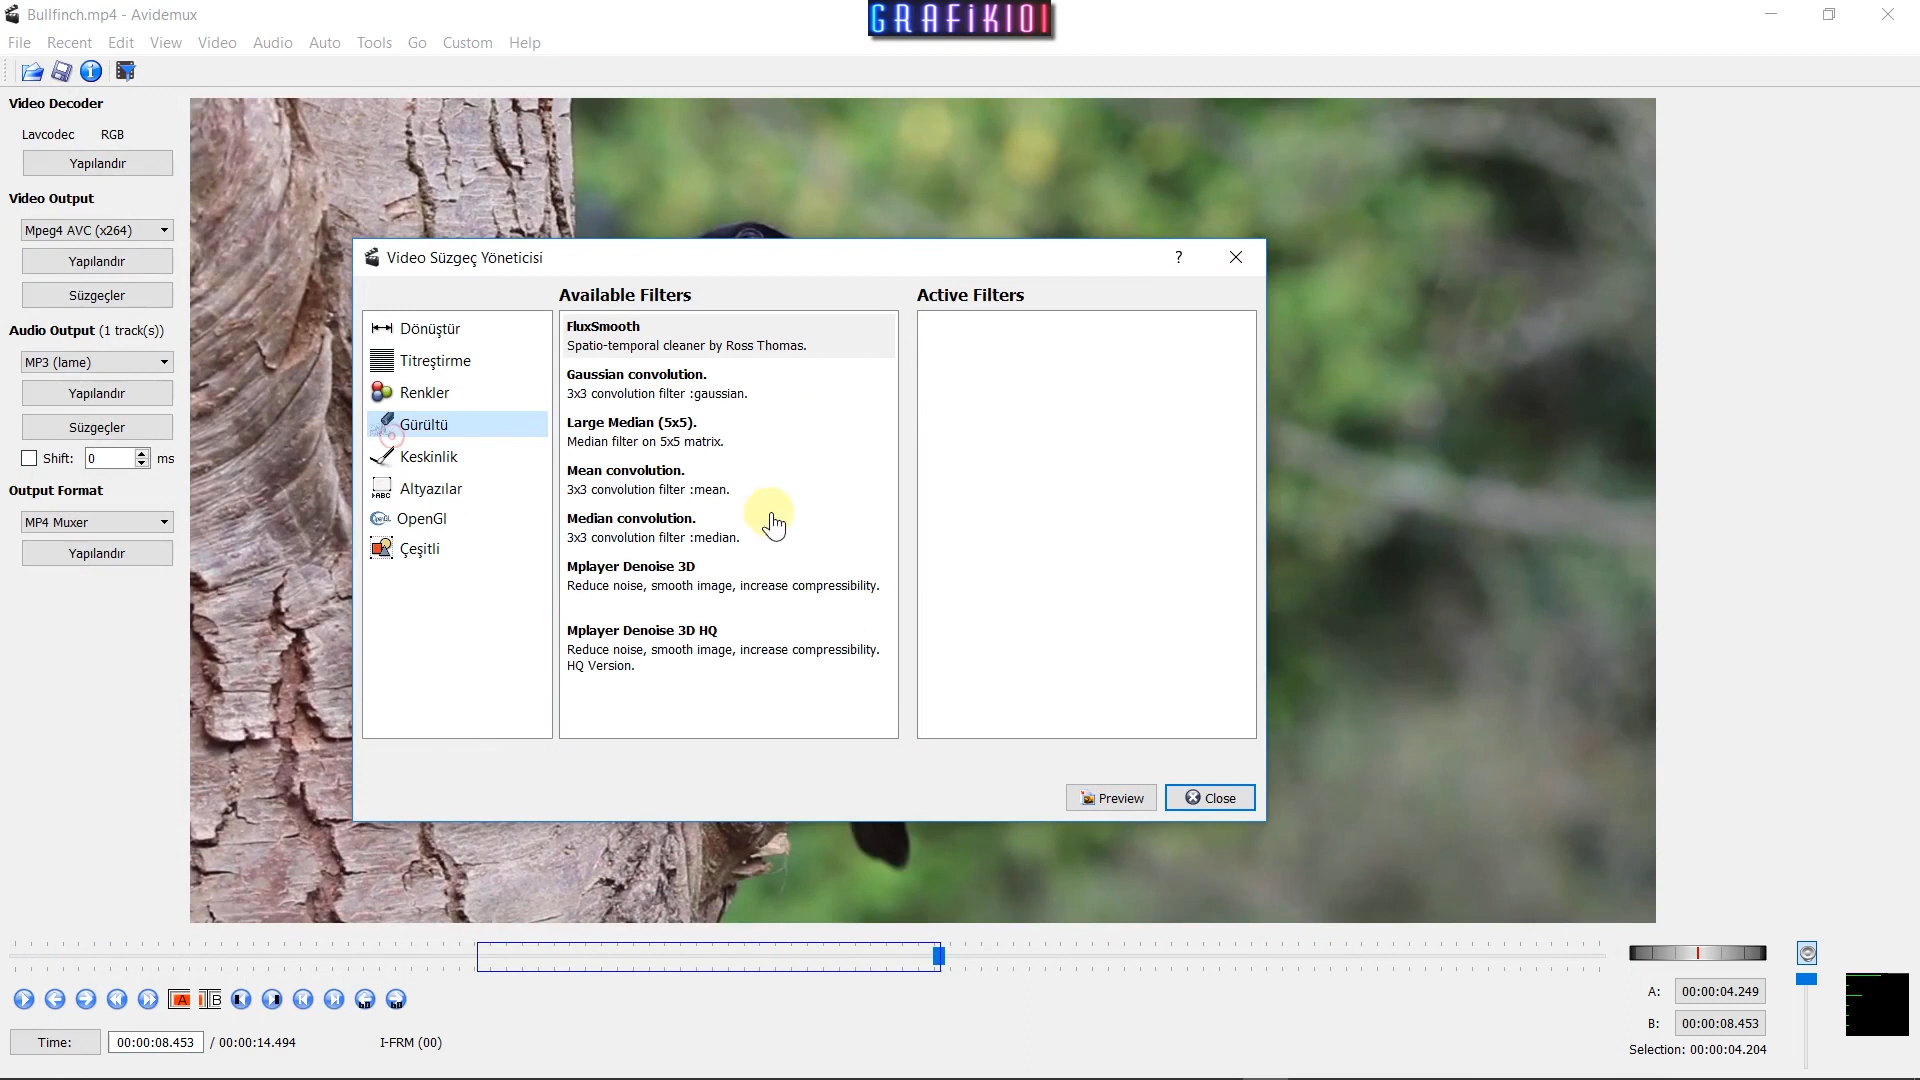 Bullfinch.mp4 - Avidemux
GRAFiK101
File Recent Edit View Video Audio Auto Tools Go Custom Help
Video Decoder
Lavcodec RGB
Yapılandır
Video Output
Mpeg4 AVC (x264)
Yapılandır
Süzgeçler
Audio Output (1 track(s))
MP3 (lame)
Yapılandır
Süzgeçler
Shift: 0 ms
Output Format
MP4 Muxer
Yapılandır
Video Süzgeç Yöneticisi
?
Available Filters
Active Filters
Dönüştür
Titreştirme
Renkler
Gürültü
Keskinlik
ABC
Altyazılar
OpenGL
OpenGl
Çeşitli
FluxSmooth
Spatio-temporal cleaner by Ross Thomas.
Gaussian convolution.
3x3 convolution filter :gaussian.
Large Median (5x5).
Median filter on 5x5 matrix.
Mean convolution.
3x3 convolution filter :mean.
Median convolution.
3x3 convolution filter :median.
Mplayer Denoise 3D
Reduce noise, smooth image, increase compressibility.
Mplayer Denoise 3D HQ
Reduce noise, smooth image, increase compressibility.
HQ Version.
Preview
Close
A B
60 60
Time: 00:00:08.453 / 00:00:14.494 I-FRM (00)
A: 00:00:04.249
B: 00:00:08.453
Selection: 00:00:04.204